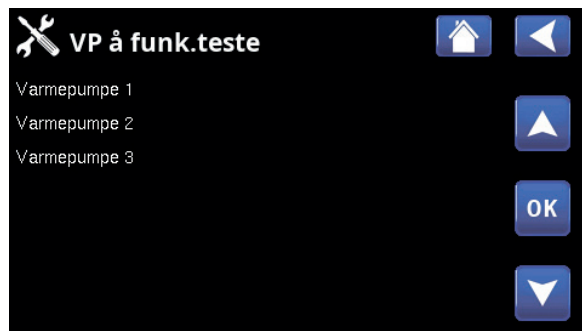 VP å funk.teste
Varmepumpe 1
Varmepumpe 2
Varmepumpe 3
OK